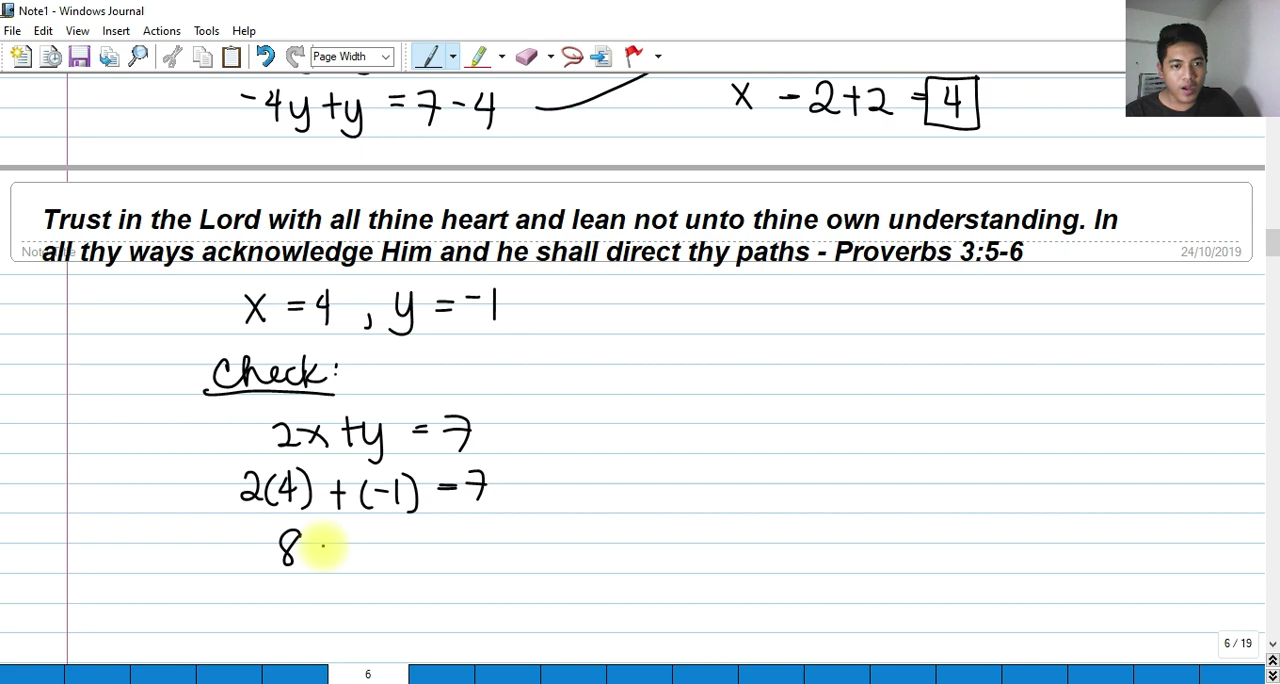 Note1 - Windows Journal
File Edit View Insert Actions Tools Help
Page Width
-4y + y = 7 - 4
x - 2 + 2 = 4
Trust in the Lord with all thine heart and lean not unto thine own understanding. In
all thy ways acknowledge Him and he shall direct thy paths - Proverbs 3:5-6
24/10/2019
x = 4 , y = -1
Check:
2x + y = 7
2(4) + (-1) = 7
8
6 / 19
6